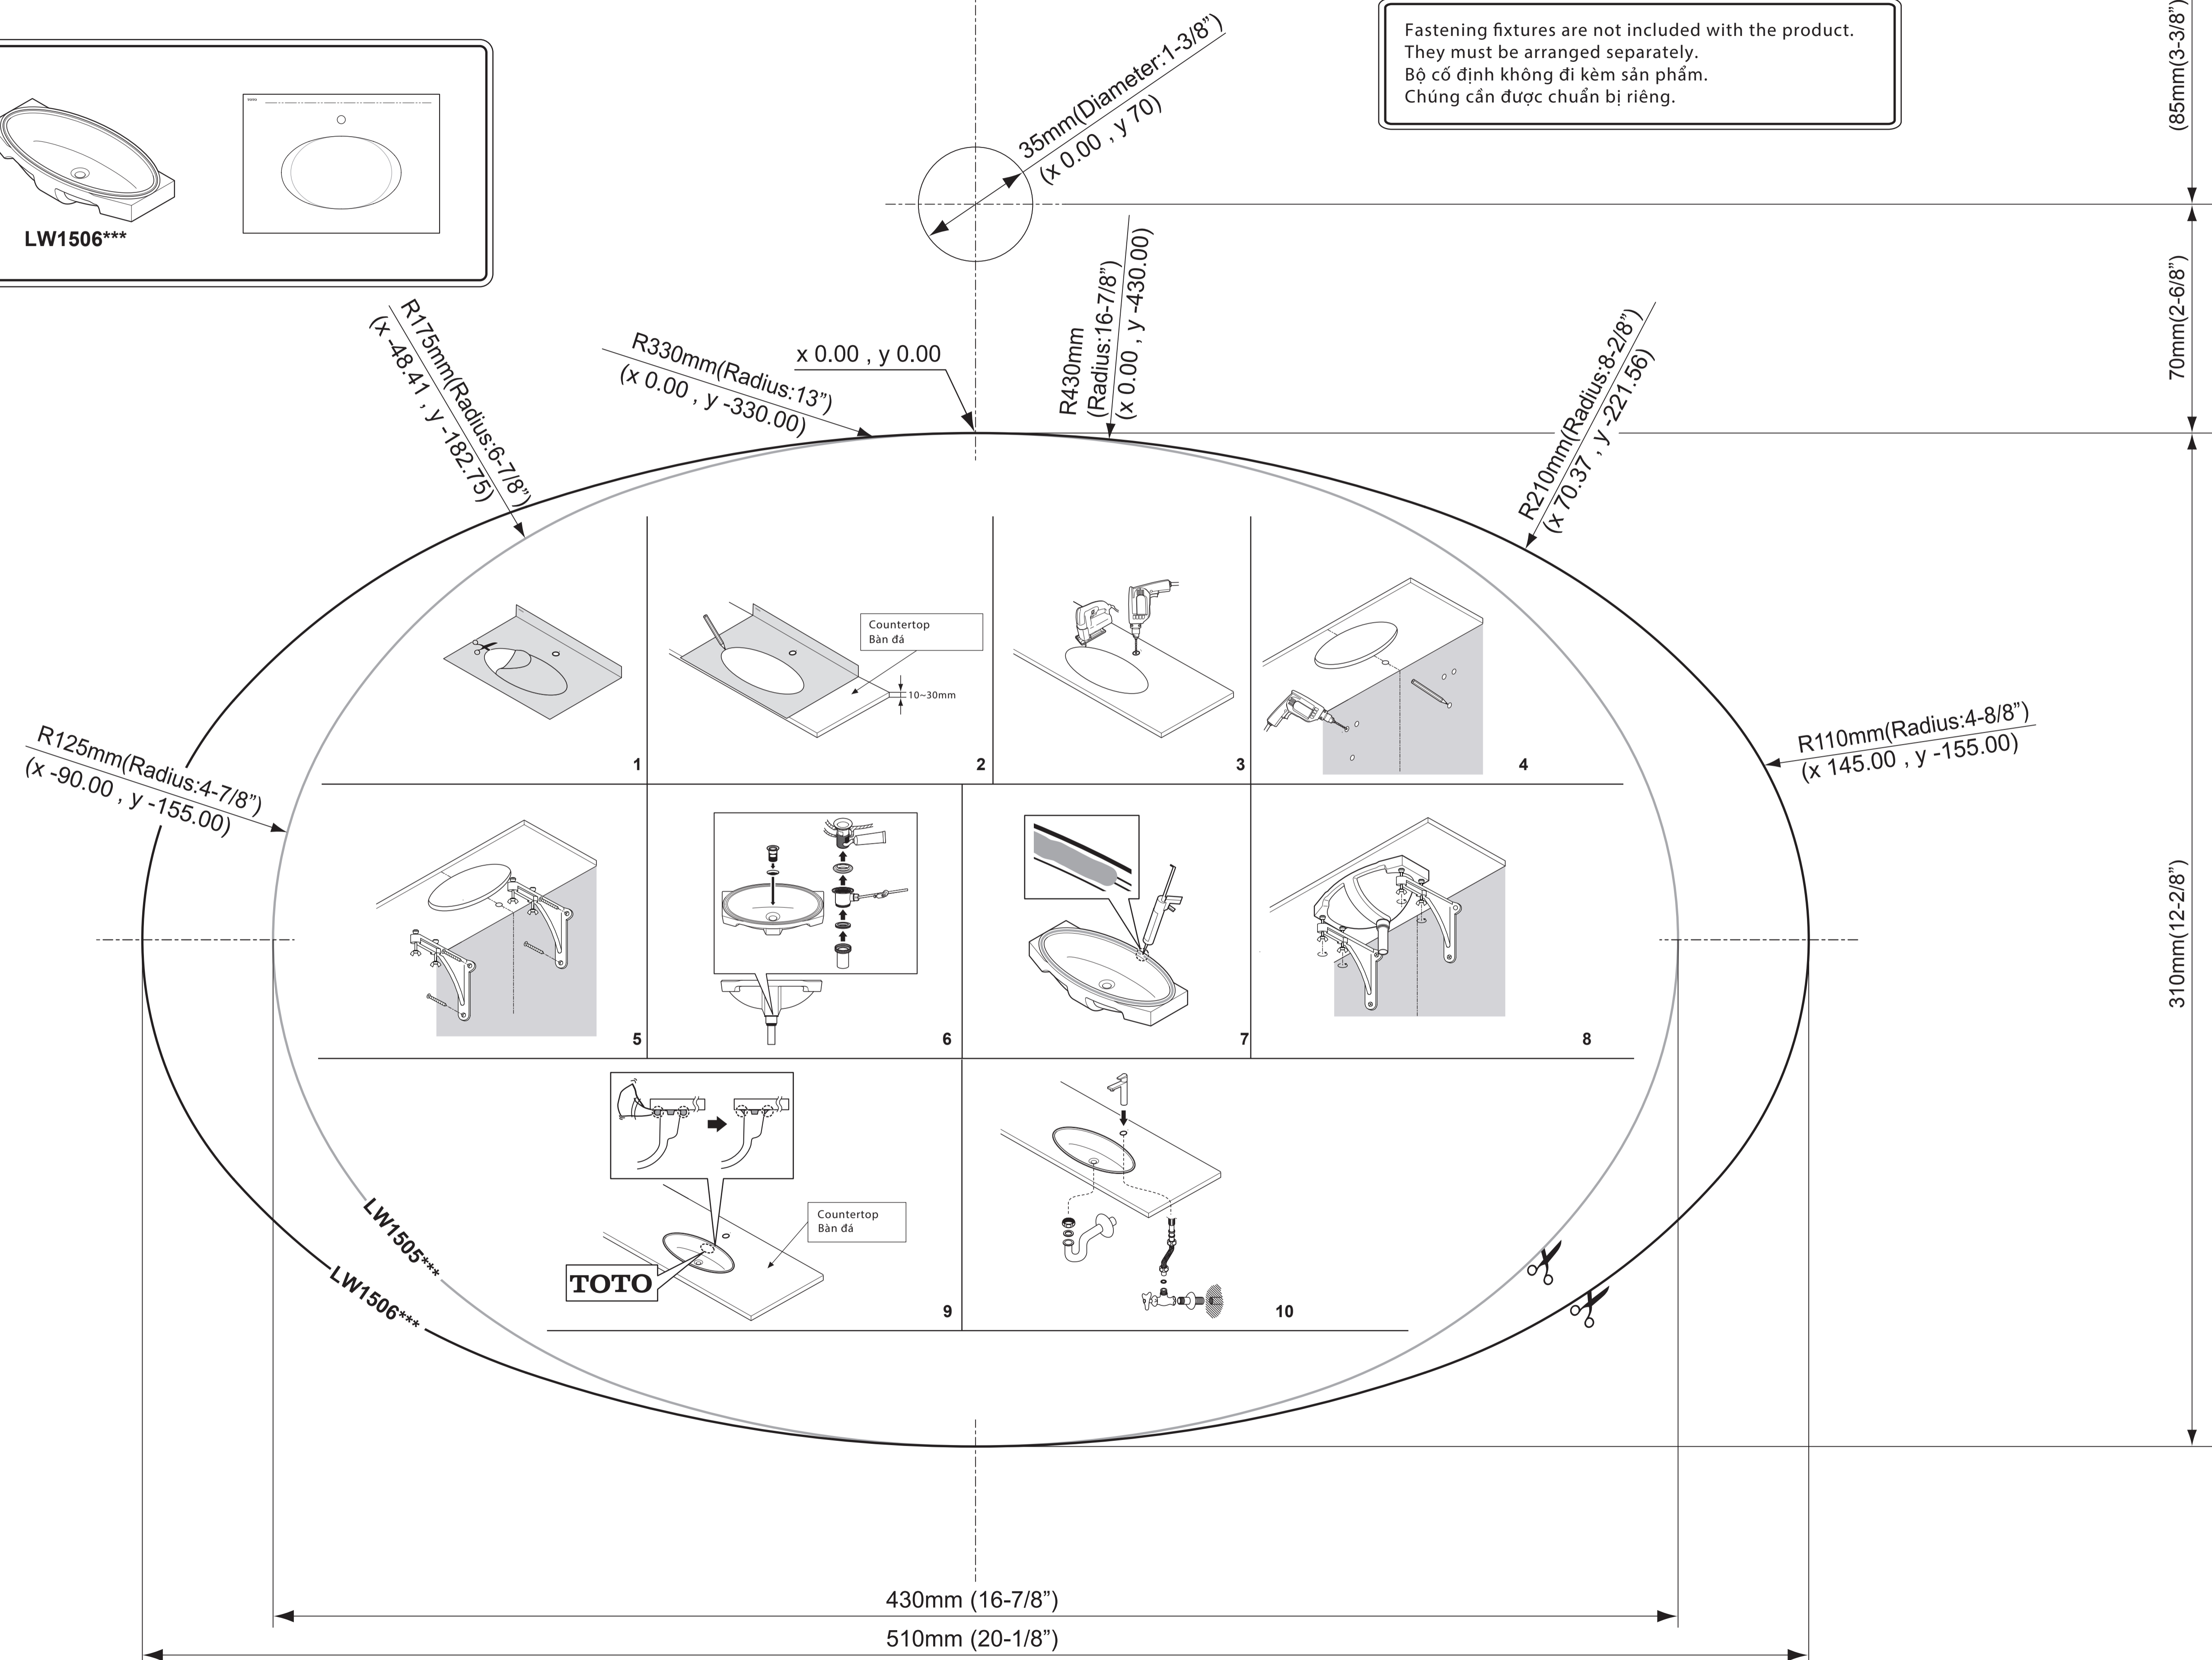 Fastening fixtures are not included with the product.
They must be arranged separately.
Bộ cố định không đi kèm sản phẩm.
Chúng cần được chuẩn bị riêng.
(85mm(3-3/8”)
35mm(Diameter:1-3/8”)
(x 0.00 , y 70)
LW1506***
70mm(2-6/8”)
R175mm(Radius:6-7/8”)
(x -48.41 , y -182.75)
R330mm(Radius:13”)
(x 0.00 , y -330.00)
x 0.00 , y 0.00
R430mm
(Radius:16-7/8”)
(x 0.00 , y -430.00)
R210mm(Radius:8-2/8”)
(x 70.37 , y -221.56)
Countertop
Bàn đá
10~30mm
1
2
3
4
R125mm(Radius:4-7/8”)
(x -90.00 , y -155.00)
R110mm(Radius:4-8/8”)
(x 145.00 , y -155.00)
310mm(12-2/8”)
5
6
7
8
Countertop
Bàn đá
TOTO
9
10
LW1505***
LW1506***
430mm (16-7/8”)
510mm (20-1/8”)